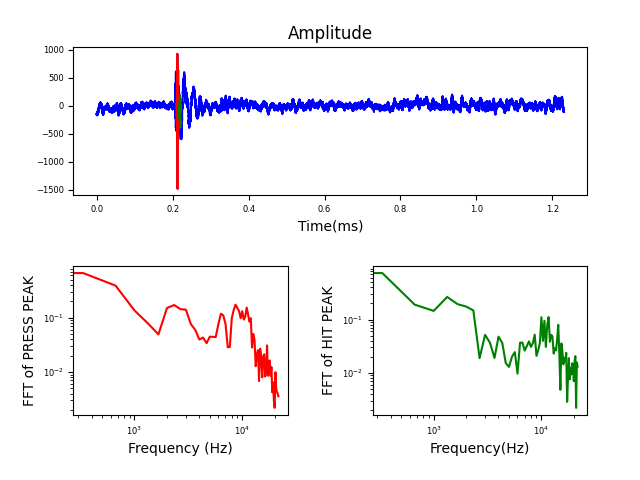 Amplitude
1000
500
0
−500
−1000
−1500
0.0 0.2 0.4 0.6 0.8 1.0 1.2
Time(ms)
FFT of PRESS PEAK
10⁻¹
10⁻²
10³ 10⁴
Frequency (Hz)
FFT of HIT PEAK
10⁻¹
10⁻²
10³ 10⁴
Frequency(Hz)